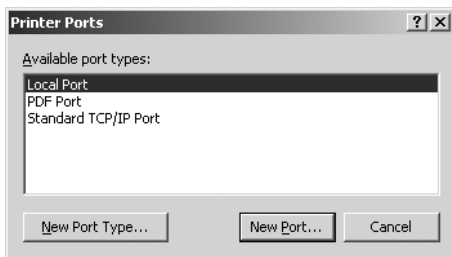 Printer Ports
Available port types:
Local Port
PDF Port
Standard TCP/IP Port
New Port Type... New Port... Cancel